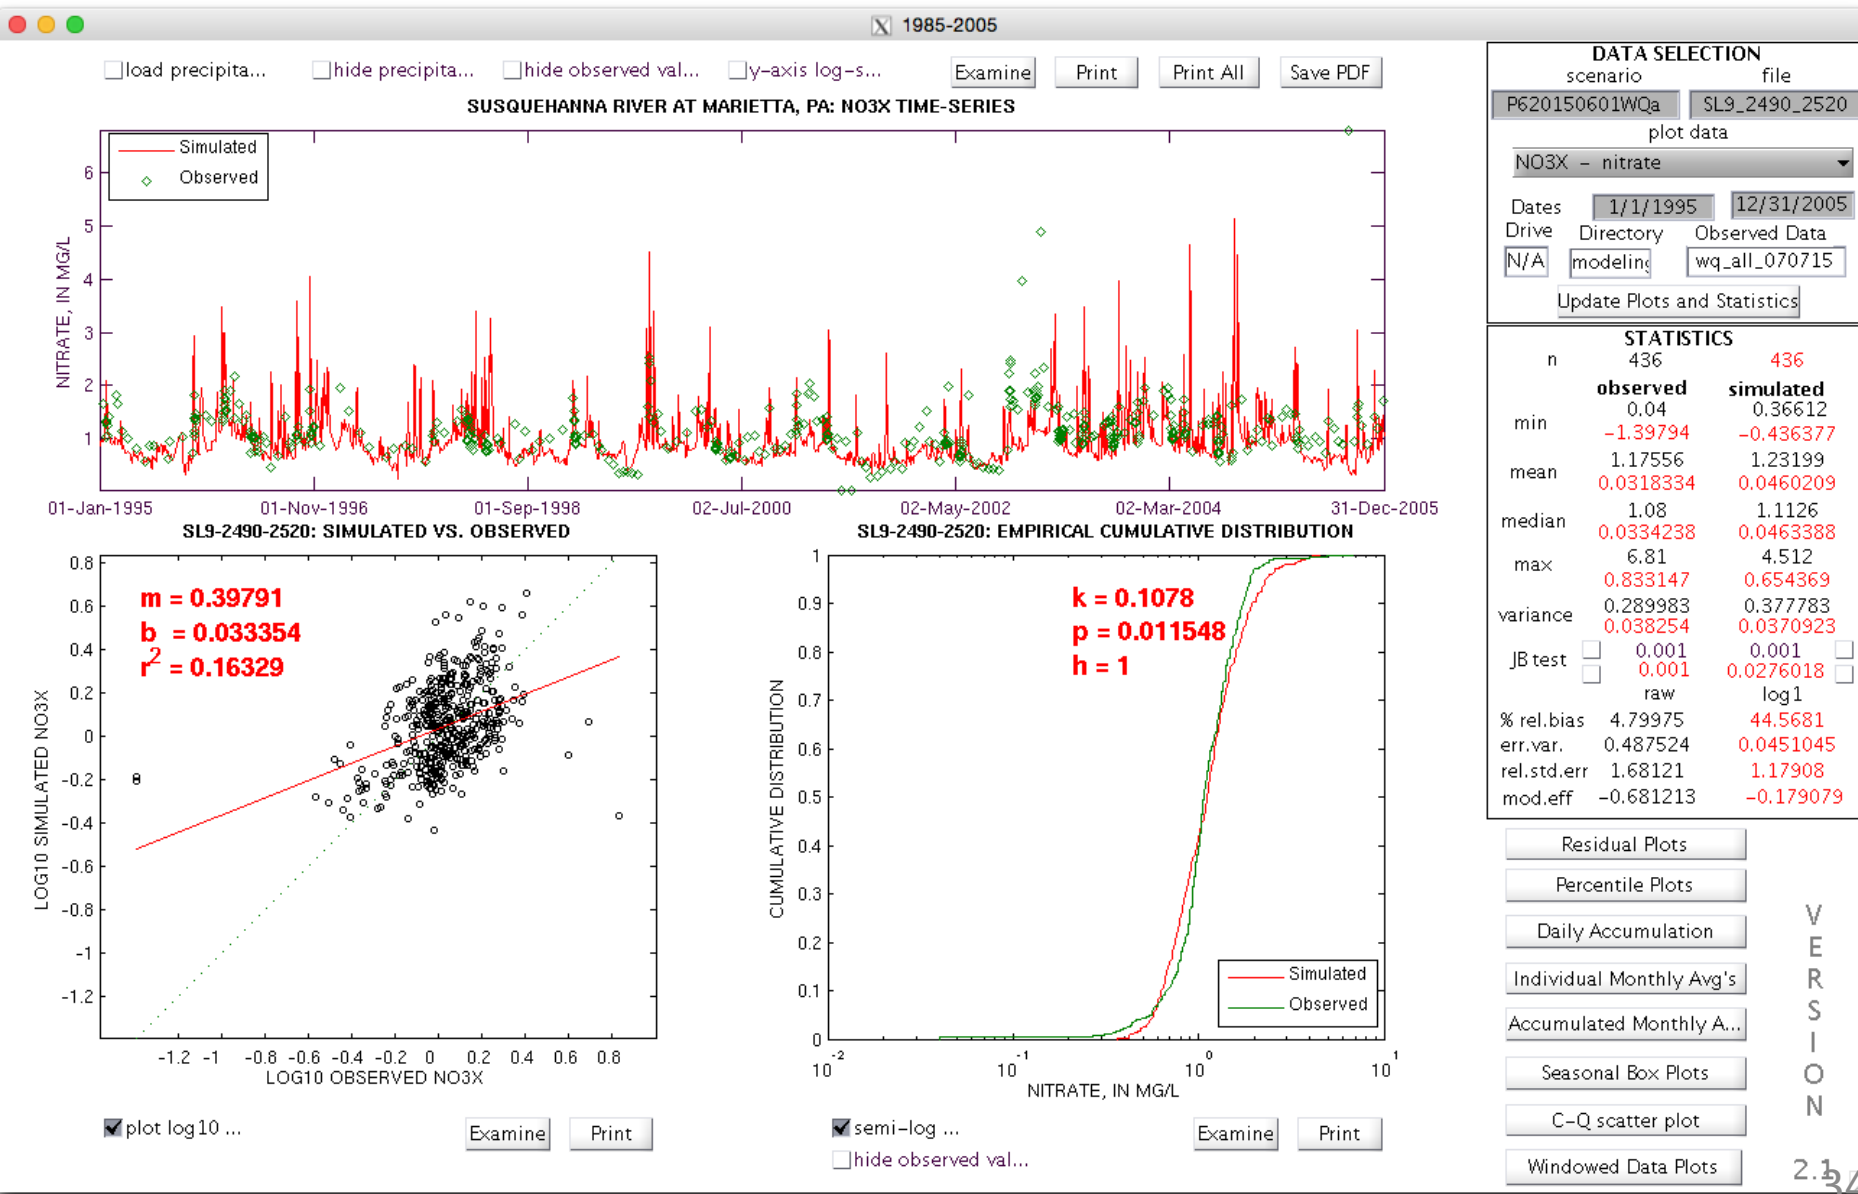 1985-2005
load precipita... hide precipita... hide observed val... y-axis log-s... Examine Print Print All Save PDF
SUSQUEHANNA RIVER AT MARIETTA, PA: NO3X TIME-SERIES
Simulated
Observed
NITRATE, IN MG/L
6
5
4
3
2
1
01-Jan-1995 01-Nov-1996 01-Sep-1998 02-Jul-2000 02-May-2002 02-Mar-2004 31-Dec-2005
SL9-2490-2520: SIMULATED VS. OBSERVED
m = 0.39791
b = 0.033354
r2 = 0.16329
LOG10 SIMULATED NO3X
0.8
0.6
0.4
0.2
0
-0.2
-0.4
-0.6
-0.8
-1
-1.2
-1.2 -1 -0.8 -0.6 -0.4 -0.2 0 0.2 0.4 0.6 0.8
LOG10 OBSERVED NO3X
plot log10 ... Examine Print
SL9-2490-2520: EMPIRICAL CUMULATIVE DISTRIBUTION
k = 0.1078
p = 0.011548
h = 1
CUMULATIVE DISTRIBUTION
1
0.9
0.8
0.7
0.6
0.5
0.4
0.3
0.2
0.1
0
Simulated
Observed
10-2 10-1 100 101
NITRATE, IN MG/L
semi-log ... Examine Print
hide observed val...
DATA SELECTION
scenario file
P620150601WQa SL9_2490_2520
plot data
NO3X - nitrate
Dates 1/1/1995 12/31/2005
Drive Directory Observed Data
N/A modeling wq_all_070715
Update Plots and Statistics
STATISTICS
n 436 436
observed simulated
min 0.04 0.36612
-1.39794 -0.436377
mean 1.17556 1.23199
0.0318334 0.0460209
median 1.08 1.1126
0.0334238 0.0463388
max 6.81 4.512
0.833147 0.654369
variance 0.289983 0.377783
0.038254 0.0370923
JB test 0.001 0.001
0.001 0.0276018
raw log1
% rel.bias 4.79975 44.5681
err.var. 0.487524 0.0451045
rel.std.err 1.68121 1.17908
mod.eff -0.681213 -0.179079
Residual Plots
Percentile Plots
Daily Accumulation
Individual Monthly Avg's
Accumulated Monthly A...
Seasonal Box Plots
C-Q scatter plot
Windowed Data Plots
VERSION
2.1
34